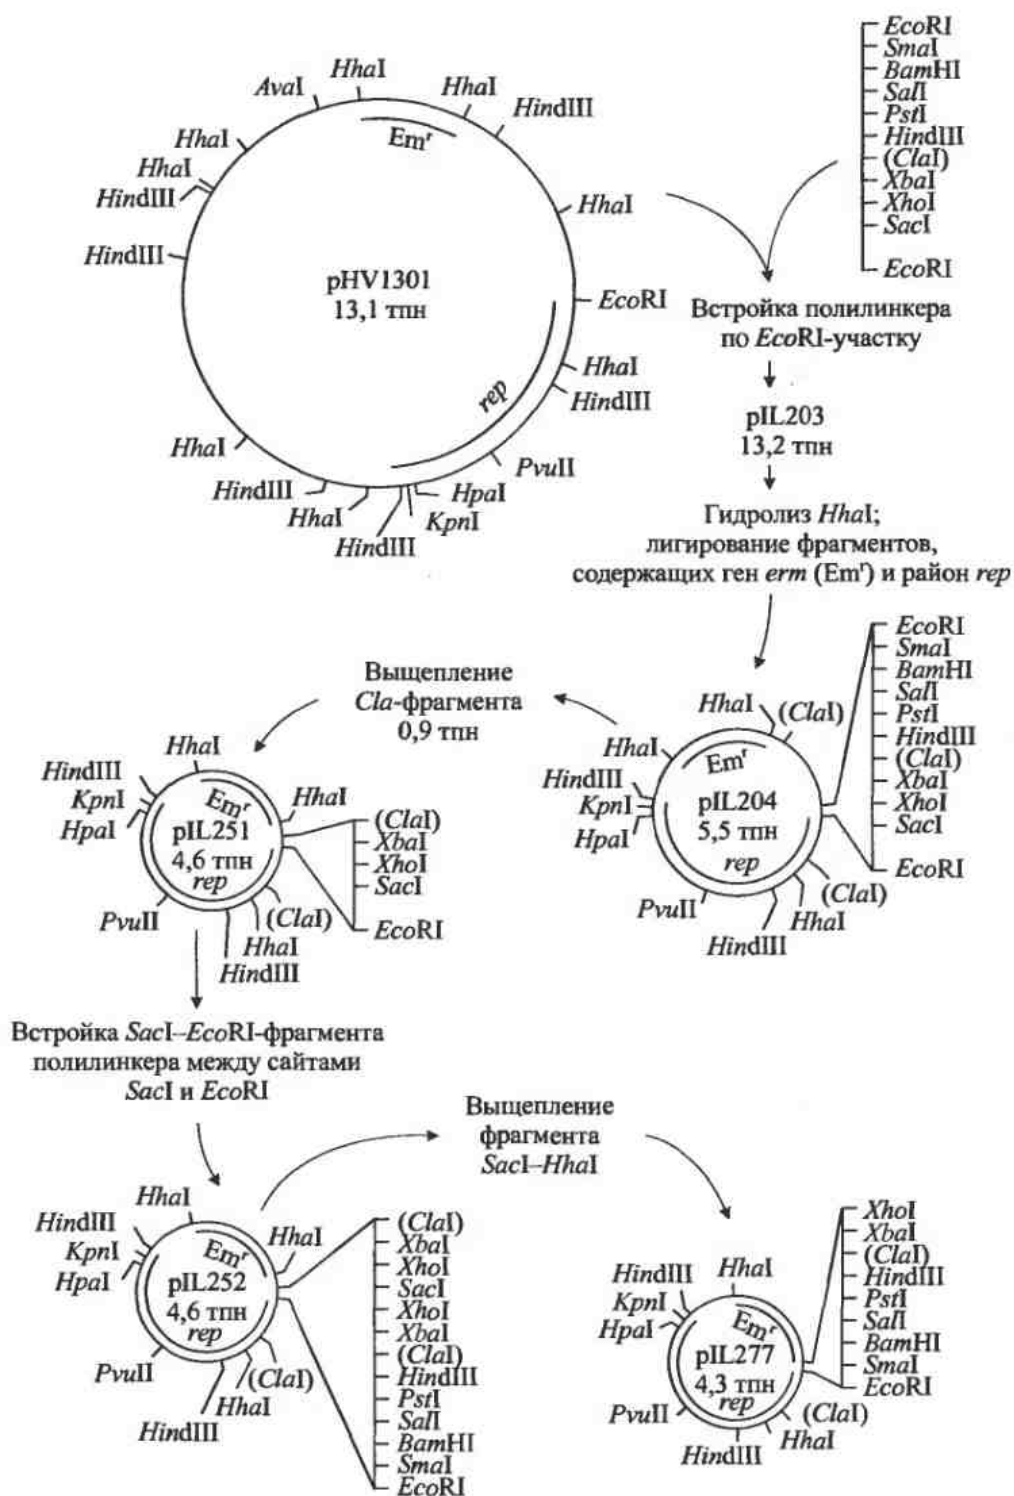 EcoRI
SmaI
BamHI
SalI
PstI
HindIII
(ClaI)
XbaI
XhoI
SacI
EcoRI
HhaI
AvaI
HhaI
HindIII
HhaI
HhaI
HindIII
HindIII
HhaI
EcoRI
HhaI
HindIII
PvuII
HpaI
KpnI
HindIII
HhaI
HindIII
HhaI
Emʳ
pHV1301
13,1 тпн
rep
Встройка полилинкера
по EcoRI-участку
pIL203
13,2 тпн
Гидролиз HhaI;
лигирование фрагментов,
содержащих ген erm (Emʳ) и район rep
EcoRI
SmaI
BamHI
SalI
PstI
HindIII
(ClaI)
XbaI
XhoI
SacI
EcoRI
HhaI
(ClaI)
HhaI
HindIII
KpnI
HpaI
PvuII
HindIII
HhaI
(ClaI)
Emʳ
pIL204
5,5 тпн
rep
Выщепление
Cla-фрагмента
0,9 тпн
HhaI
HindIII
KpnI
HpaI
PvuII
HindIII
HhaI
(ClaI)
HhaI
Emʳ
pIL251
4,6 тпн
rep
(ClaI)
XbaI
XhoI
SacI
EcoRI
Встройка SacI–EcoRI-фрагмента
полилинкера между сайтами
SacI и EcoRI
Выщепление
фрагмента
SacI–HhaI
HhaI
HindIII
KpnI
HpaI
PvuII
HindIII
HhaI
(ClaI)
HhaI
Emʳ
pIL252
4,6 тпн
rep
(ClaI)
XbaI
XhoI
SacI
XhoI
XbaI
(ClaI)
HindIII
PstI
SalI
BamHI
SmaI
EcoRI
HhaI
HindIII
KpnI
HpaI
PvuII
HindIII
HhaI
(ClaI)
Emʳ
pIL277
4,3 тпн
rep
XhoI
XbaI
(ClaI)
HindIII
PstI
SalI
BamHI
SmaI
EcoRI